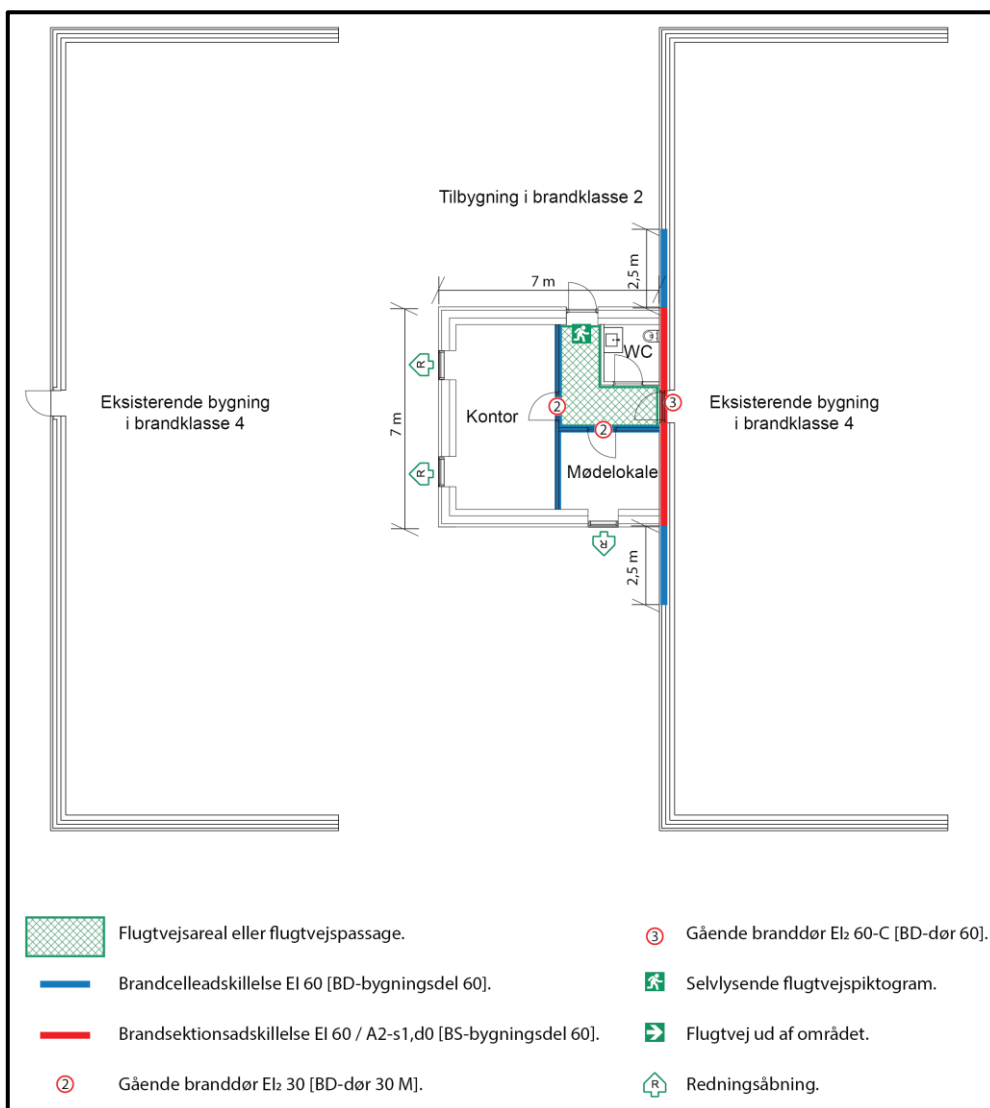 Tilbygning i brandklasse 2
2,5 m
7 m
WC
Eksisterende bygning
i brandklasse 4
R
7 m
Kontor
2
3
Eksisterende bygning
i brandklasse 4
2
Mødelokale
R
R
2,5 m
Flugtvejsareal eller flugtvejspassage.
Brandcelleadskillelse EI 60 [BD-bygningsdel 60].
Brandsektionsadskillelse EI 60 / A2-s1,d0 [BS-bygningsdel 60].
2 Gående branddør EI₂ 30 [BD-dør 30 M].
3 Gående branddør EI₂ 60-C [BD-dør 60].
Selvlysende flugtvejspiktogram.
Flugtvej ud af området.
R Redningsåbning.